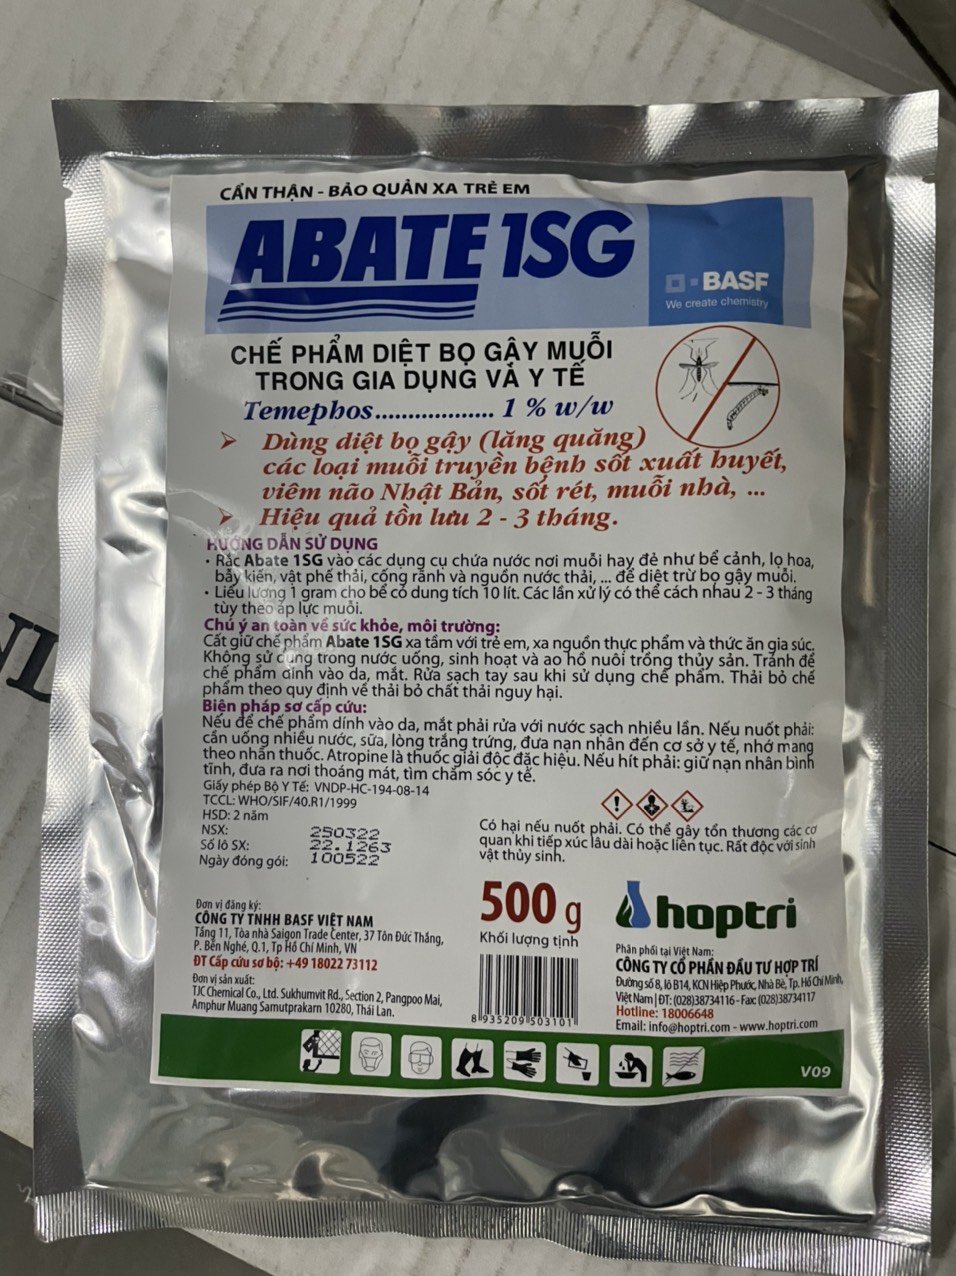 CẨN THẬN - BẢO QUẢN XA TRẺ EM
ABATE 1SG
BASF
We create chemistry
CHẾ PHẨM DIỆT BỌ GẬY MUỖI
TRONG GIA DỤNG VÀ Y TẾ
Temephos.................. 1 % w/w
➢ Dùng diệt bọ gậy (lăng quăng)
các loại muỗi truyền bệnh sốt xuất huyết,
viêm não Nhật Bản, sốt rét, muỗi nhà, ...
➢ Hiệu quả tồn lưu 2 - 3 tháng.
HƯỚNG DẪN SỬ DỤNG
• Rắc Abate 1SG vào các dụng cụ chứa nước nơi muỗi hay đẻ như bể cảnh, lọ hoa,
bẫy kiến, vật phế thải, cống rãnh và nguồn nước thải, ... để diệt trừ bọ gậy muỗi.
• Liều lượng 1 gram cho bể có dung tích 10 lít. Các lần xử lý có thể cách nhau 2 - 3 tháng
tùy theo áp lực muỗi.
Chú ý an toàn về sức khỏe, môi trường:
Cất giữ chế phẩm Abate 1SG xa tầm với trẻ em, xa nguồn thực phẩm và thức ăn gia súc.
Không sử dụng trong nước uống, sinh hoạt và ao hồ nuôi trồng thủy sản. Tránh để
chế phẩm dính vào da, mắt. Rửa sạch tay sau khi sử dụng chế phẩm. Thải bỏ chế
phẩm theo quy định về thải bỏ chất thải nguy hại.
Biện pháp sơ cấp cứu:
Nếu để chế phẩm dính vào da, mắt phải rửa với nước sạch nhiều lần. Nếu nuốt phải:
cần uống nhiều nước, sữa, lòng trắng trứng, đưa nạn nhân đến cơ sở y tế, nhớ mang
theo nhãn thuốc. Atropine là thuốc giải độc đặc hiệu. Nếu hít phải: giữ nạn nhân bình
tĩnh, đưa ra nơi thoáng mát, tìm chăm sóc y tế.
Giấy phép Bộ Y Tế: VNDP-HC-194-08-14
TCCL: WHO/SIF/40.R1/1999
HSD: 2 năm
NSX: 250322
Số lô SX: 22.1263
Ngày đóng gói: 100522
Có hại nếu nuốt phải. Có thể gây tổn thương các cơ
quan khi tiếp xúc lâu dài hoặc liên tục. Rất độc với sinh
vật thủy sinh.
Đơn vị đăng ký:
CÔNG TY TNHH BASF VIỆT NAM
Tầng 11, Tòa nhà Saigon Trade Center, 37 Tôn Đức Thắng,
P. Bến Nghé, Q.1, Tp Hồ Chí Minh, VN
ĐT Cấp cứu sơ bộ: +49 18022 73112
Đơn vị sản xuất:
TJC Chemical Co., Ltd. Sukhumvit Rd., Section 2, Pangpoo Mai,
Amphur Muang Samutprakarn 10280, Thái Lan.
500 g
Khối lượng tịnh
8 935209 503101
hoptri
Phân phối tại Việt Nam:
CÔNG TY CỔ PHẦN ĐẦU TƯ HỢP TRÍ
Đường số 8, lô B14, KCN Hiệp Phước, Nhà Bè, Tp. Hồ Chí Minh,
Việt Nam | ĐT: (028)38734116 - Fax: (028)38734117
Hotline: 18006648
Email: info@hoptri.com - www.hoptri.com
V09